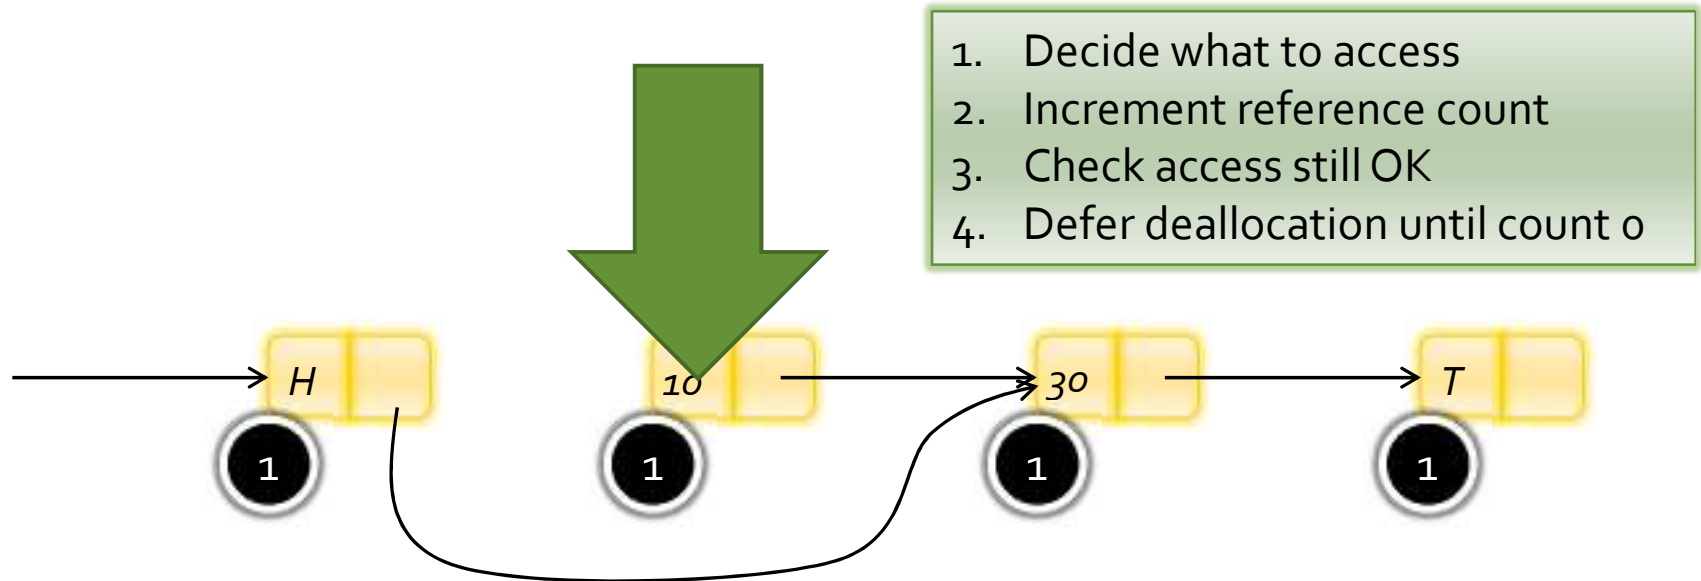 1. Decide what to access
2. Increment reference count
3. Check access still OK
4. Defer deallocation until count 0
H
10
30
T
1
1
1
1